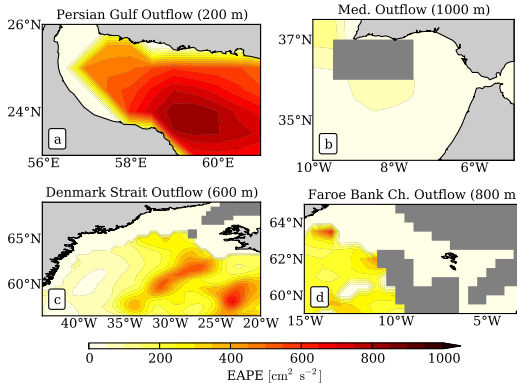 Persian Gulf Outflow (200 m)
Med. Outflow (1000 m)
26°N
24°N
56°E
58°E
60°E
a
37°N
35°N
10°W
8°W
6°W
b
Denmark Strait Outflow (600 m)
Faroe Bank Ch. Outflow (800 m
65°N
60°N
40°W
35°W
30°W
25°W
20°W
c
64°N
62°N
60°N
15°W
10°W
5°W
d
0
200
400
600
800
1000
EAPE [cm² s⁻²]